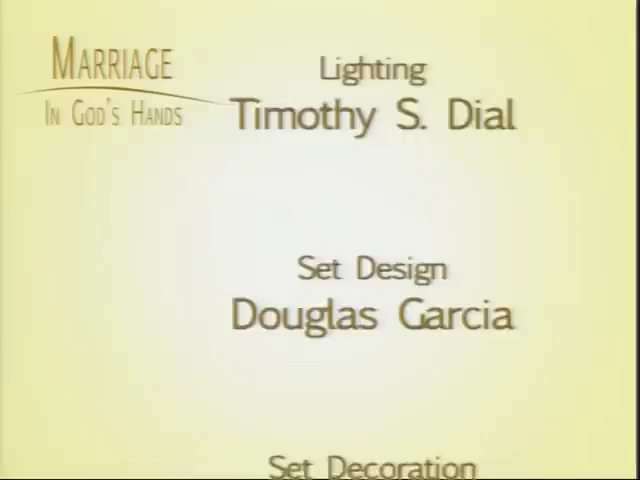 Marriage
In God's Hands
Lighting
Timothy S. Dial
Set Design
Douglas Garcia
Set Decoration